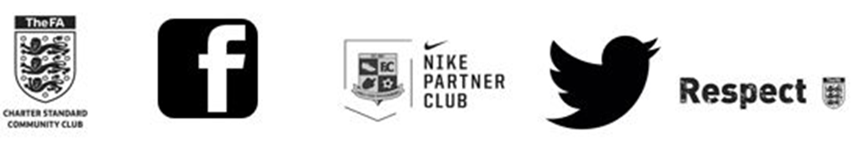 TheFA
CHARTER STANDARD
COMMUNITY CLUB
f
NIKE
PARTNER
CLUB
Respect